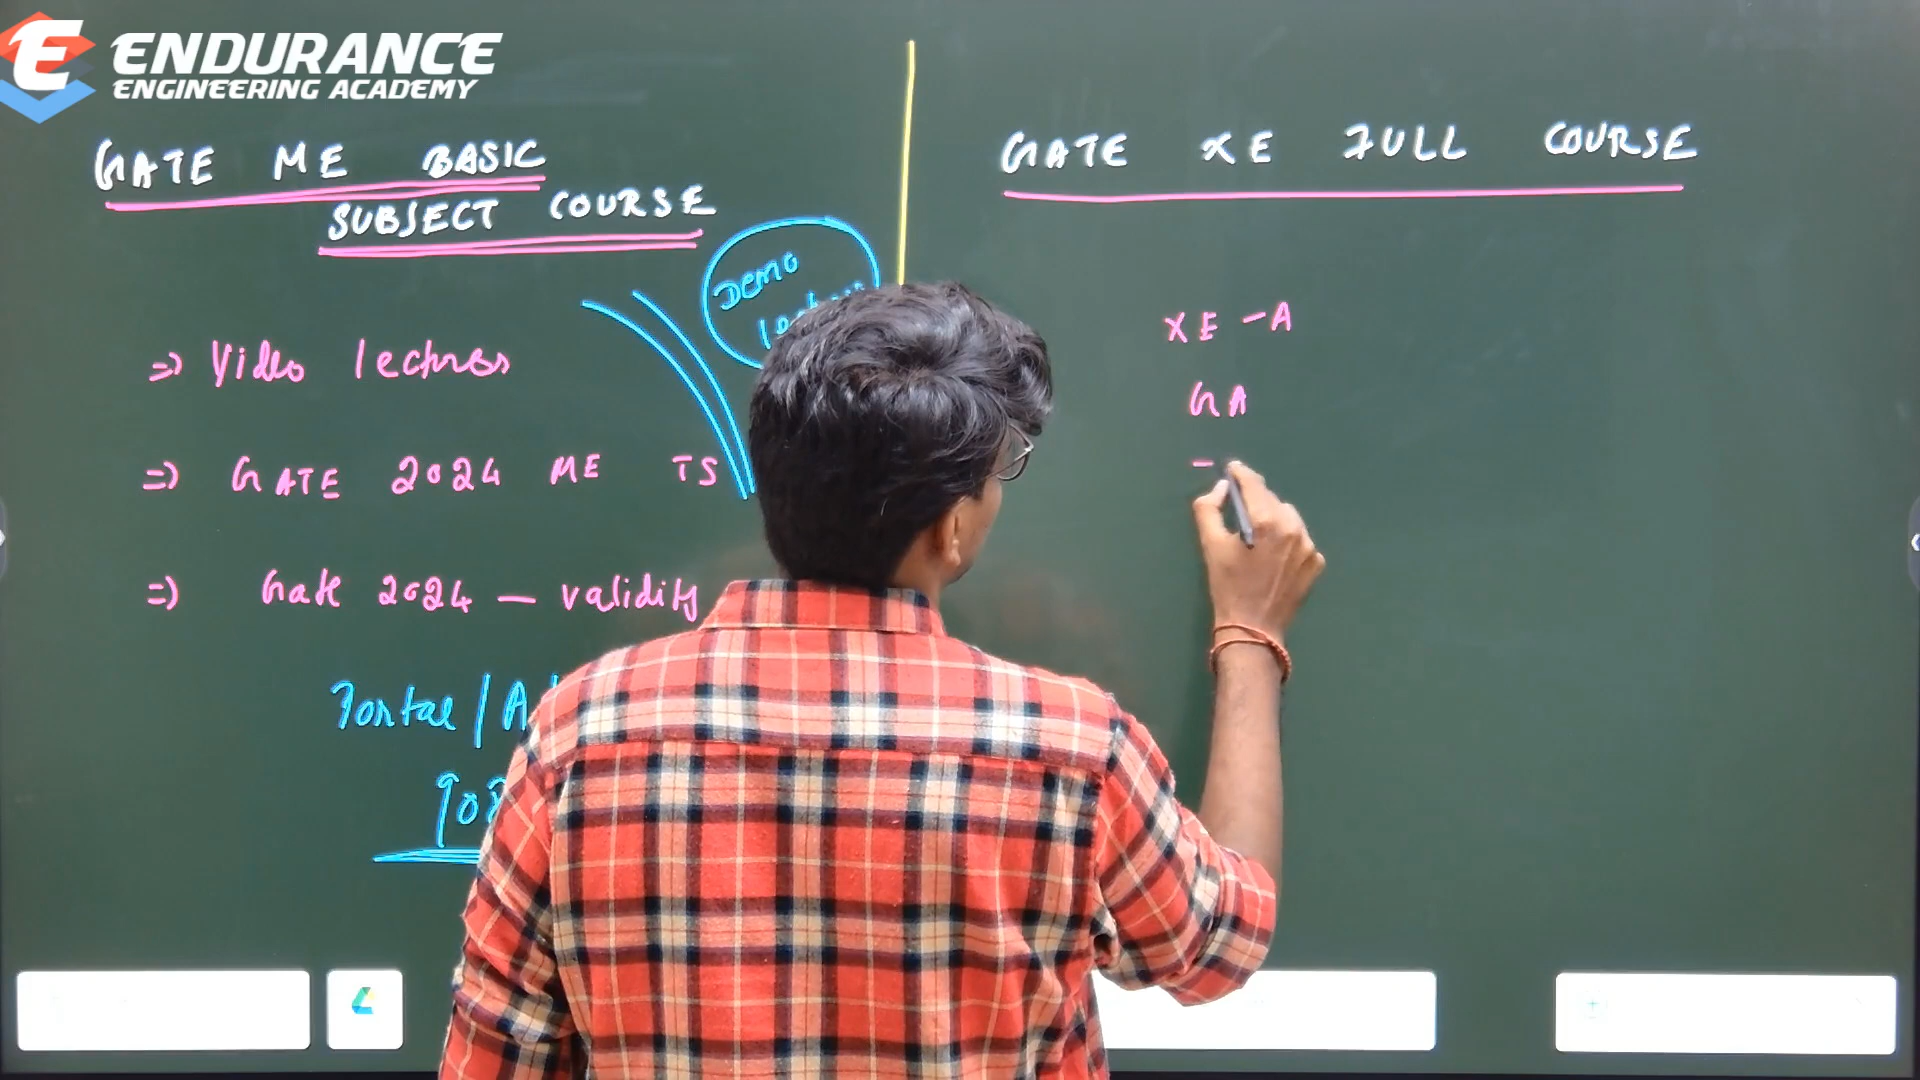 ENDURANCE
ENGINEERING ACADEMY
GATE ME BASIC
SUBJECT COURSE
Demo
=> Video lectures
=> GATE 2024 ME TS
=> Gate 2024 - validity
GATE XE FULL COURSE
XE - A
GA